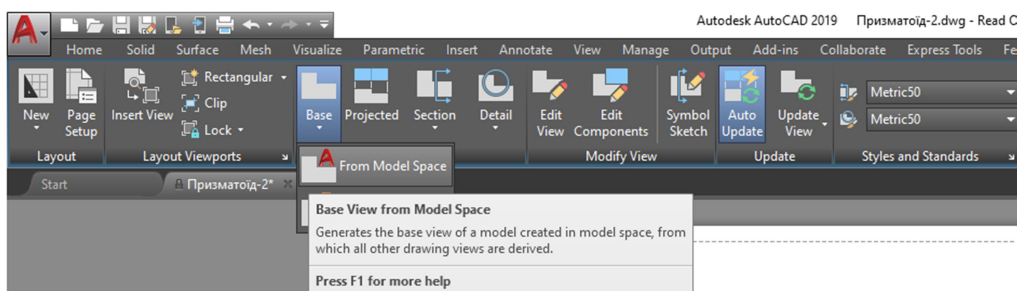 Autodesk AutoCAD 2019 Призматоїд-2.dwg - Read O
Home Solid Surface Mesh Visualize Parametric Insert Annotate View Manage Output Add-ins Collaborate Express Tools Fe
New
Page Setup
Insert View
Rectangular
Clip
Lock
Base
Projected
Section
Detail
Edit View
Edit Components
Symbol Sketch
Auto Update
Update View
Metric50
Metric50
Layout Layout Viewports Modify View Update Styles and Standards
Start Призматоїд-2*
From Model Space
Base View from Model Space
Generates the base view of a model created in model space, from
which all other drawing views are derived.
Press F1 for more help